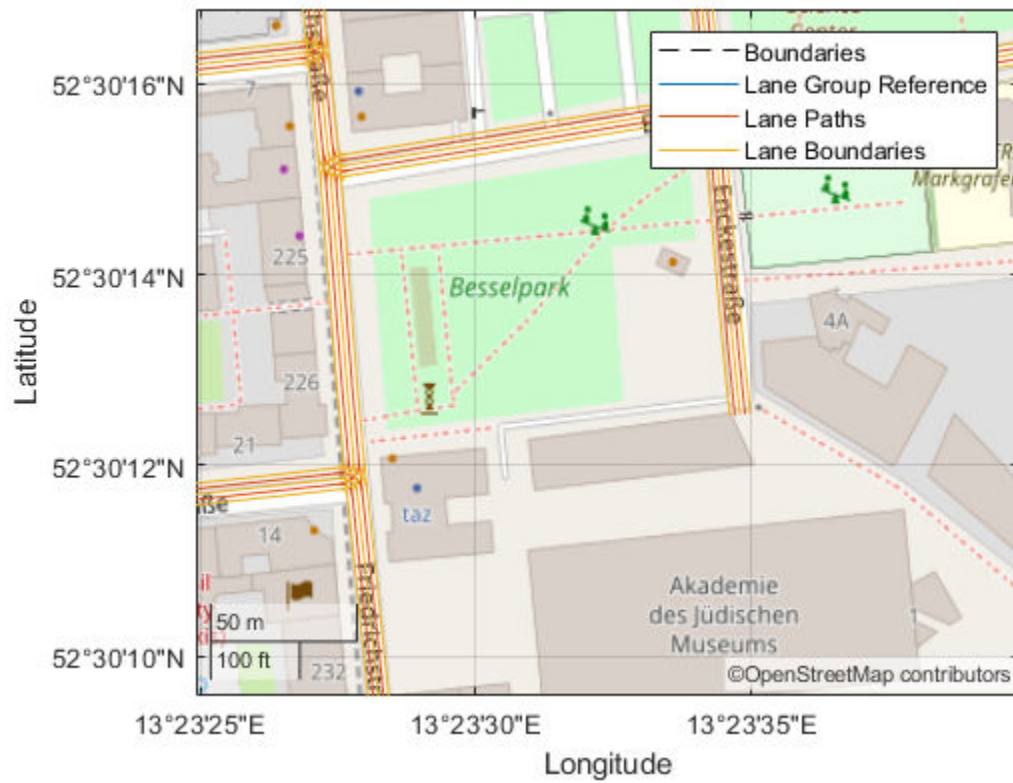 Center
Boundaries
Lane Group Reference
Lane Paths
Lane Boundaries
52°30'16"N
7
Markgrafen
225
52°30'14"N
Besselpark
Enckestraße
4A
Latitude
226
21
52°30'12"N
ße
taz
14
Akademie
des Jüdischen
Museums
1
50 m
100 ft
232
52°30'10"N
©OpenStreetMap contributors
13°23'25"E
13°23'30"E
13°23'35"E
Longitude